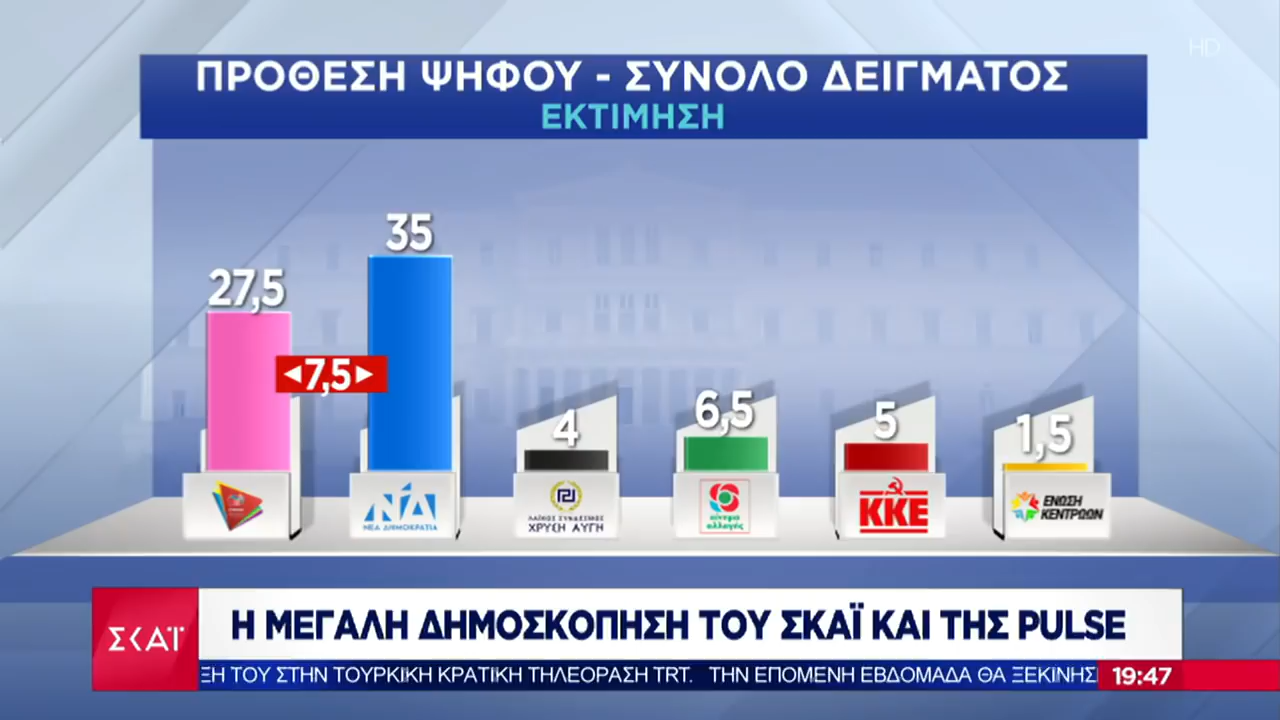 HD
ΠΡΟΘΕΣΗ ΨΗΦΟΥ - ΣΥΝΟΛΟ ΔΕΙΓΜΑΤΟΣ
ΕΚΤΙΜΗΣΗ
27,5
7,5
35
4
6,5
5
1,5
ΝΔ
ΝΕΑ ΔΗΜΟΚΡΑΤΙΑ
ΛΑΪΚΟΣ ΣΥΝΔΕΣΜΟΣ
ΧΡΥΣΗ ΑΥΓΗ
κίνημα
αλλαγής
ΚΚΕ
ΕΝΩΣΗ
ΚΕΝΤΡΩΩΝ
ΣΚΑΪ
Η ΜΕΓΑΛΗ ΔΗΜΟΣΚΟΠΗΣΗ ΤΟΥ ΣΚΑΪ ΚΑΙ ΤΗΣ PULSE
ΞΗ ΤΟΥ ΣΤΗΝ ΤΟΥΡΚΙΚΗ ΚΡΑΤΙΚΗ ΤΗΛΕΟΡΑΣΗ TRT. ΤΗΝ ΕΠΟΜΕΝΗ ΕΒΔΟΜΑΔΑ ΘΑ ΞΕΚΙΝΗΣ
19:47